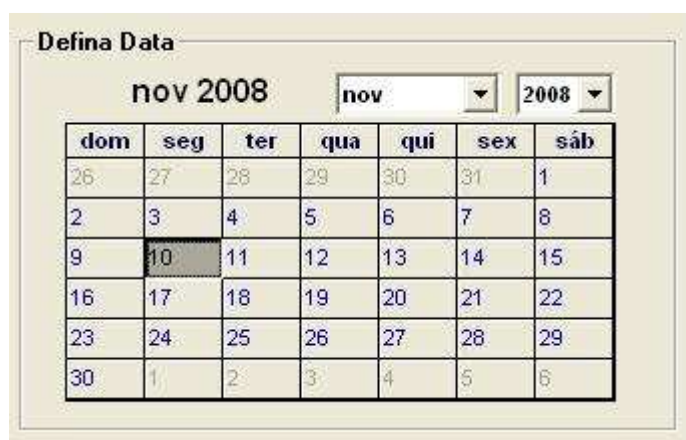 Defina Data
nov 2008 nov 2008
dom seg ter qua qui sex sáb
26 27 28 29 30 31 1
2 3 4 5 6 7 8
9 10 11 12 13 14 15
16 17 18 19 20 21 22
23 24 25 26 27 28 29
30 1 2 3 4 5 6